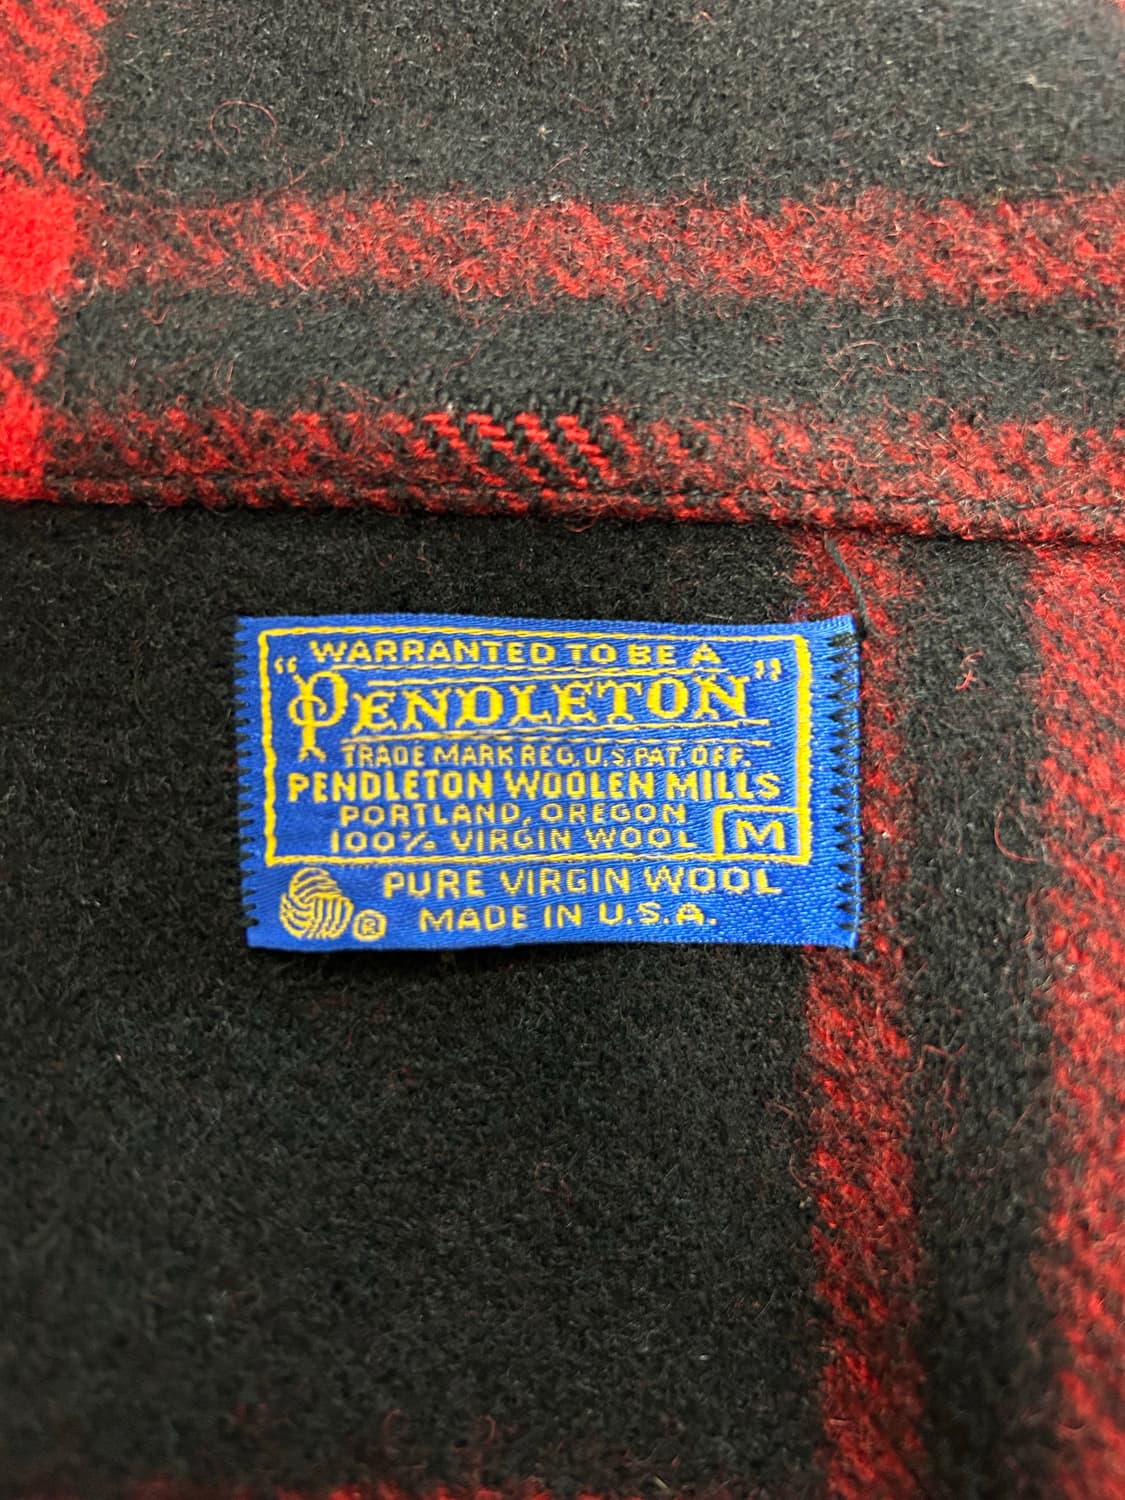 WARRANTED TO BE A
"PENDLETON"
TRADE MARK REG. U.S. PAT. OFF.
PENDLETON WOOLEN MILLS
PORTLAND, OREGON
100% VIRGIN WOOL M
PURE VIRGIN WOOL
® MADE IN U.S.A.